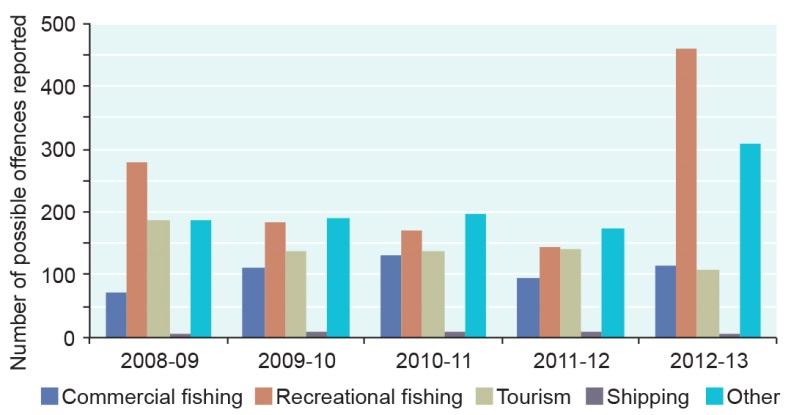 Number of possible offences reported
500
400
300
200
100
0
2008-09 2009-10 2010-11 2011-12 2012-13
Commercial fishing Recreational fishing Tourism Shipping Other